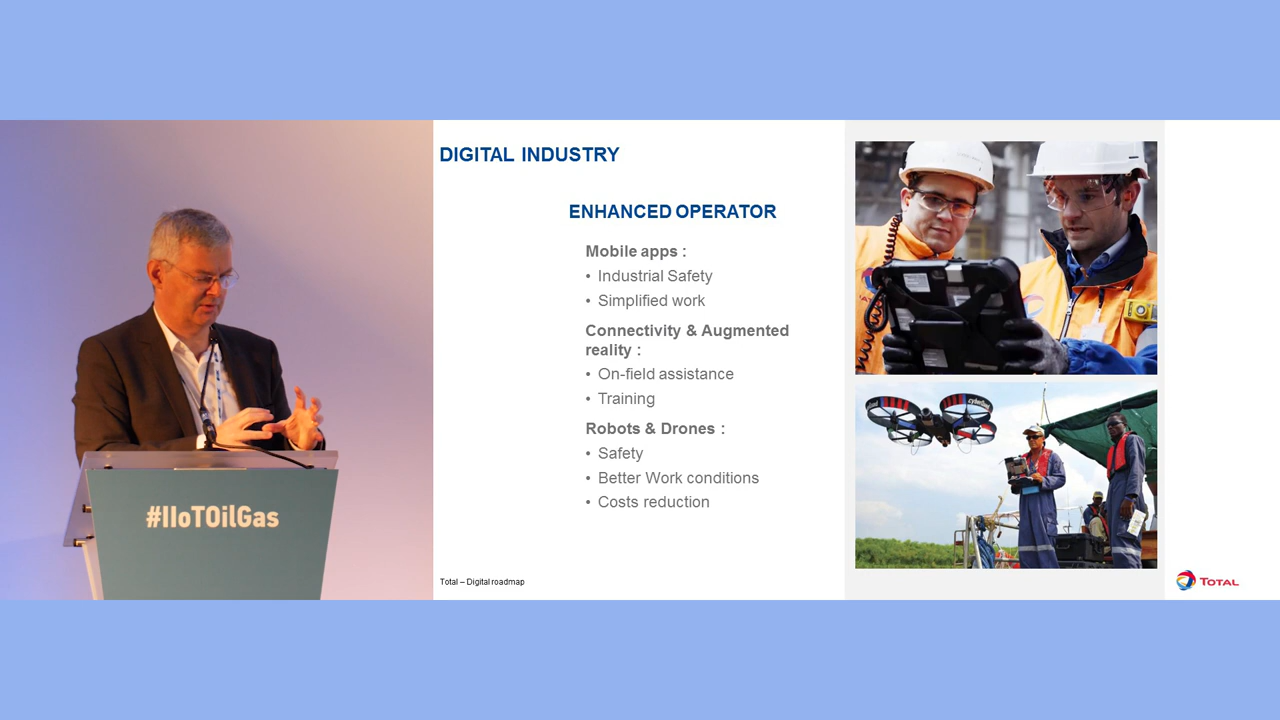 #IIoTOilGas
DIGITAL INDUSTRY
ENHANCED OPERATOR
Mobile apps :
• Industrial Safety
• Simplified work
Connectivity & Augmented
reality :
• On-field assistance
• Training
Robots & Drones :
• Safety
• Better Work conditions
• Costs reduction
Total – Digital roadmap
TOTAL